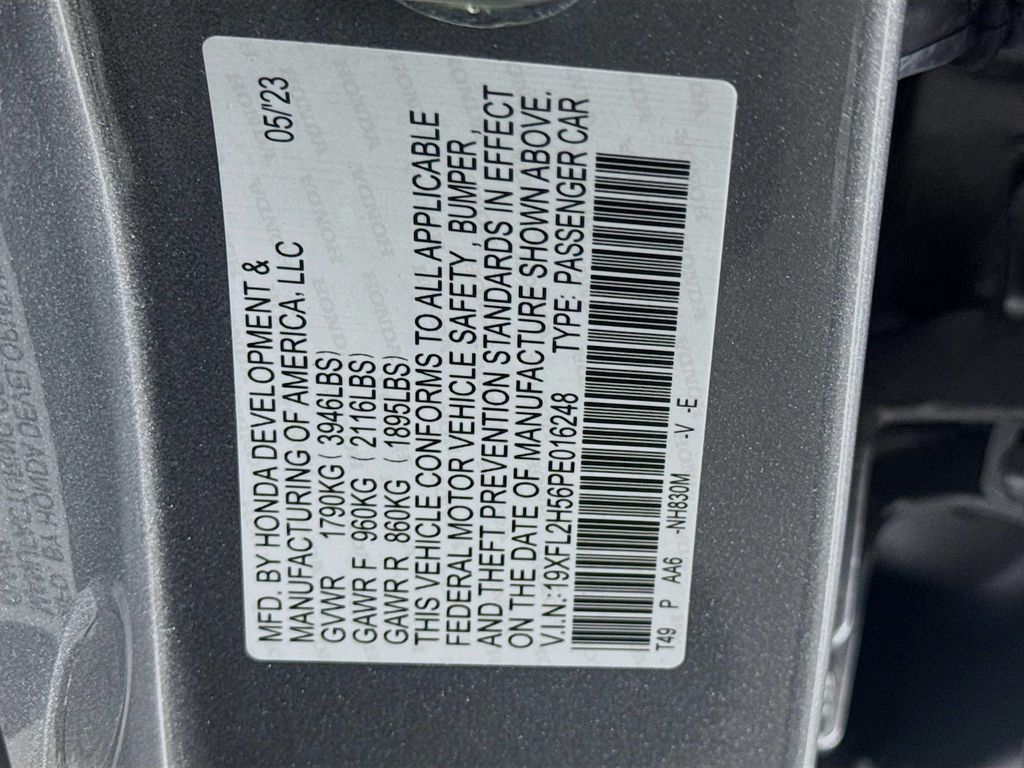 MFD. BY HONDA DEVELOPMENT & 05/'23
MANUFACTURING OF AMERICA, LLC
GVWR 1790KG ( 3946LBS)
GAWR F 960KG ( 2116LBS)
GAWR R 860KG ( 1895LBS)
THIS VEHICLE CONFORMS TO ALL APPLICABLE
FEDERAL MOTOR VEHICLE SAFETY, BUMPER,
AND THEFT PREVENTION STANDARDS IN EFFECT
ON THE DATE OF MANUFACTURE SHOWN ABOVE.
V.I.N.: 19XFL2H56PE016248 TYPE: PASSENGER CAR
T49 P AA6 -NH830M -V -E